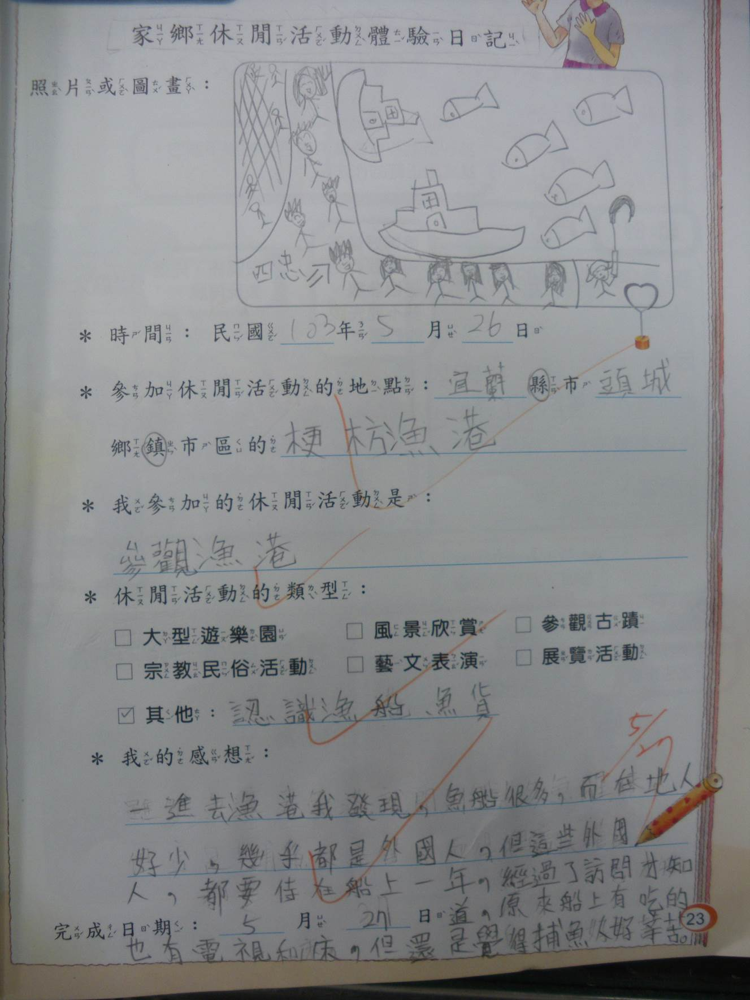 家鄉休閒活動體驗日記
照片或圖畫：
四忠
＊時間：民國103年5月26日
＊參加休閒活動的地點：宜蘭縣市頭城
鄉鎮市區的梗枋漁港
＊我參加的休閒活動是：
參觀漁港
＊休閒活動的類型：
□大型遊樂園 □風景欣賞 □參觀古蹟
□宗教民俗活動 □藝文表演 □展覽活動
☑其他：認識漁船、魚貨
5/27
＊我的感想：
一進去漁港我發現，魚船很多，而在地人
好少，幾乎都是外國人，但這些外國
人，都要待在船上一年，經過了訪問才知
道，原來船上有吃的
完成日期：5月27日
也有電視和床，但還是覺得捕魚好辛苦。
23